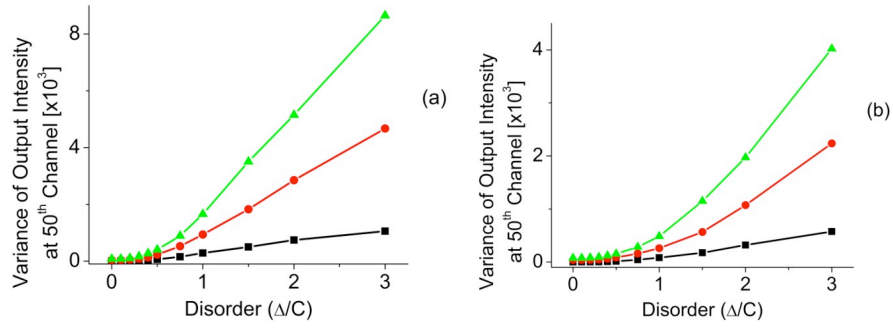 Variance of Output Intensity
at 50th Channel [x10³]
8
4
0
0
1
2
3
Disorder (Δ/C)
(a)
Variance of Output Intensity
at 50th Channel [x10³]
4
2
0
0
1
2
3
Disorder (Δ/C)
(b)